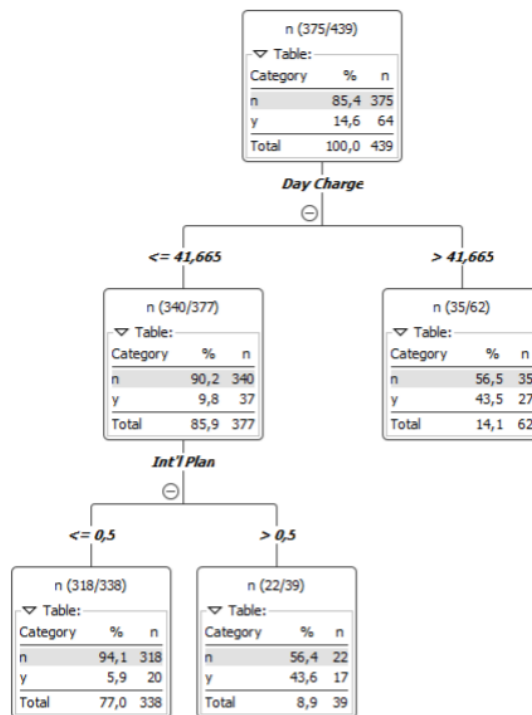 n (375/439)
Table:
Category % n
n 85,4 375
y 14,6 64
Total 100,0 439
Day Charge
<= 41,665
> 41,665
n (340/377)
Table:
Category % n
n 90,2 340
y 9,8 37
Total 85,9 377
n (35/62)
Table:
Category % n
n 56,5 35
y 43,5 27
Total 14,1 62
Int'l Plan
<= 0,5
> 0,5
n (318/338)
Table:
Category % n
n 94,1 318
y 5,9 20
Total 77,0 338
n (22/39)
Table:
Category % n
n 56,4 22
y 43,6 17
Total 8,9 39